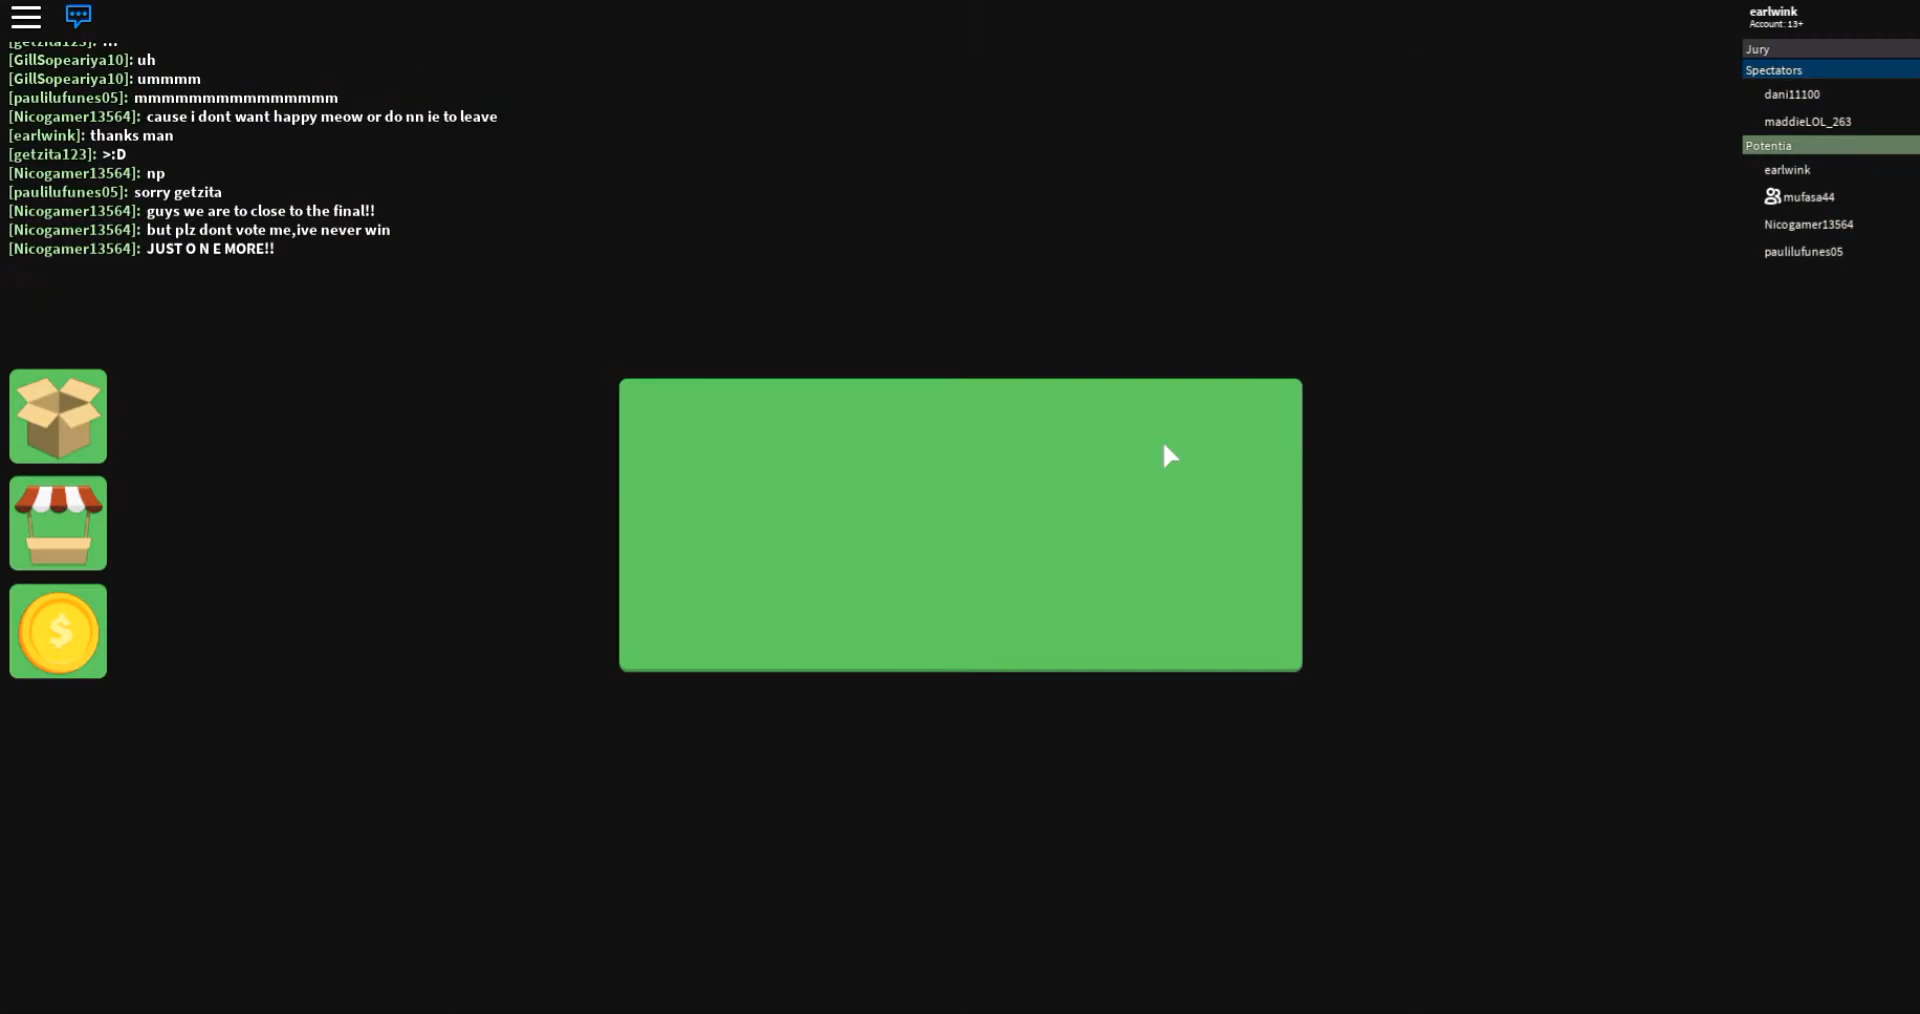 [getzita123]: ...
[GillSopeariya10]: uh
[GillSopeariya10]: ummmm
[paulilufunes05]: mmmmmmmmmmmmmmm
[Nicogamer13564]: cause i dont want happy meow or do nn ie to leave
[earlwink]: thanks man
[getzita123]: >:D
[Nicogamer13564]: np
[paulilufunes05]: sorry getzita
[Nicogamer13564]: guys we are to close to the final!!
[Nicogamer13564]: but plz dont vote me,ive never win
[Nicogamer13564]: JUST O N E MORE!!
earlwink
Account: 13+
Jury
Spectators
dani11100
maddieLOL_263
Potentia
earlwink
mufasa44
Nicogamer13564
paulilufunes05
$